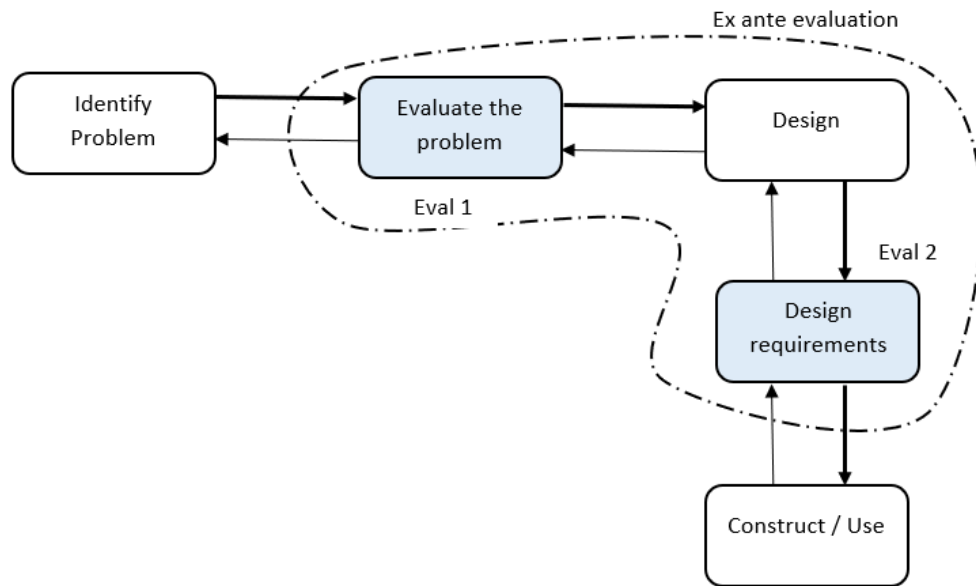 Ex ante evaluation
Identify
Problem
Evaluate the
problem
Design
Eval 1
Eval 2
Design
requirements
Construct / Use